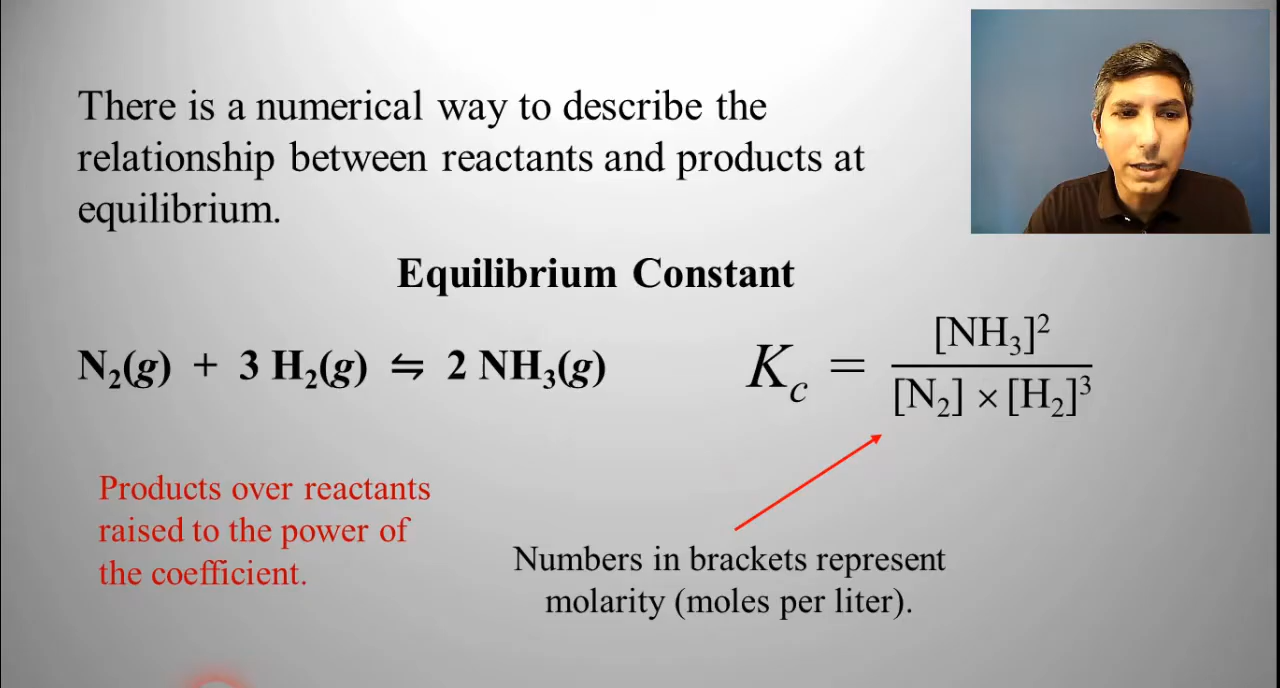 There is a numerical way to describe the
relationship between reactants and products at
equilibrium.
Equilibrium Constant
N₂(g) + 3 H₂(g) ⇋ 2 NH₃(g)
K_c = [NH₃]² / [N₂] × [H₂]³
Products over reactants
raised to the power of
the coefficient.
Numbers in brackets represent
molarity (moles per liter).